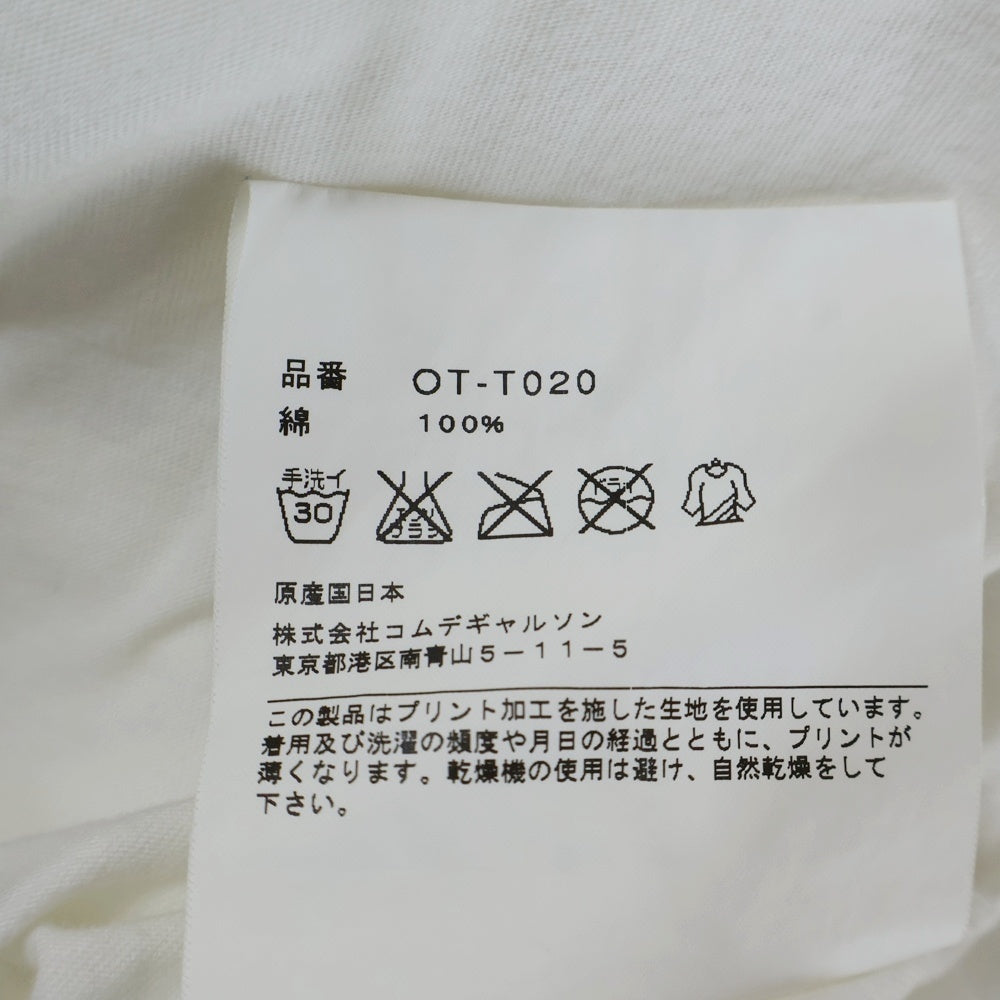 品番 OT-T020
綿 100%
手洗イ
30
エンソ
サラシ
ドライ
原産国日本
株式会社コムデギャルソン
東京都港区南青山5-11-5
この製品はプリント加工を施した生地を使用しています。
着用及び洗濯の頻度や月日の経過とともに、プリントが
薄くなります。乾燥機の使用は避け、自然乾燥をして
下さい。